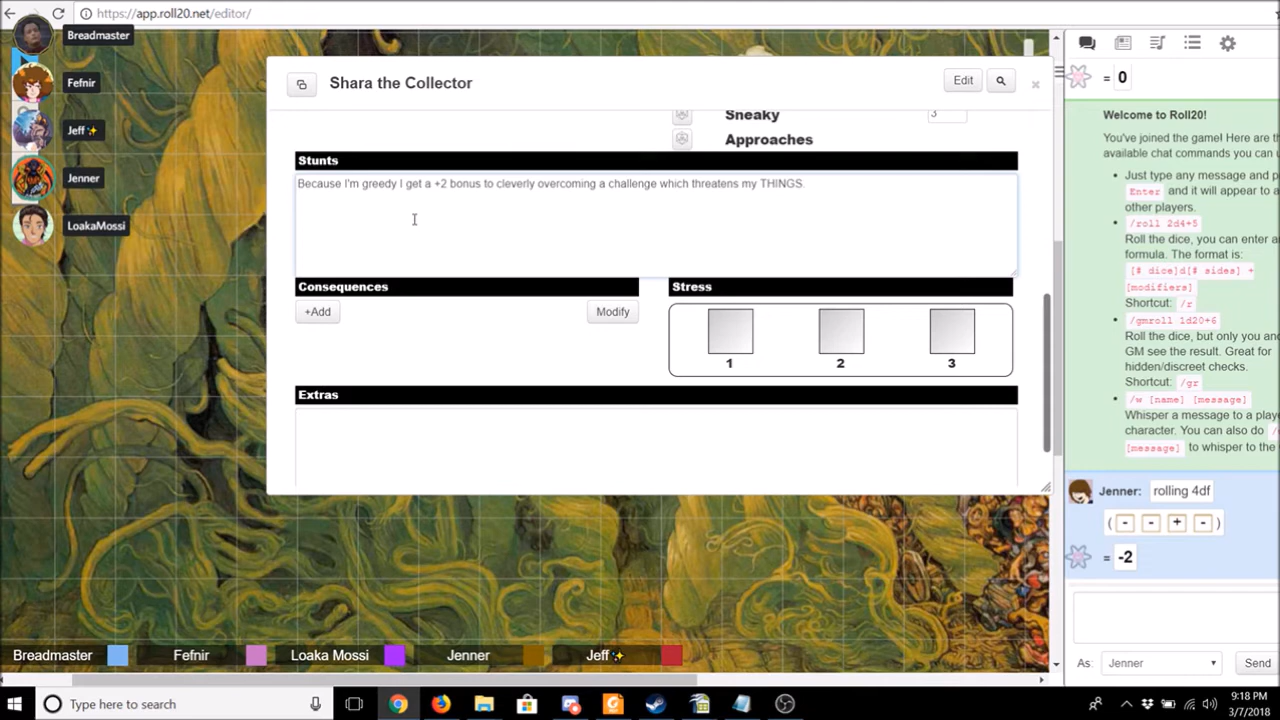 https://app.roll20.net/editor/
Breadmaster
Fefnir
Jeff✨
Jenner
LoakaMossi
Shara the Collector
Edit
Sneaky
3
Approaches
Stunts
Because I'm greedy I get a +2 bonus to cleverly overcoming a challenge which threatens my THINGS.
Consequences
+Add
Modify
Stress
1
2
3
Extras
= 0
Welcome to Roll20!
You've joined the game! Here are th
available chat commands you can u
Just type any message and p
Enter and it will appear to a
other players.
/roll 2d4+5
Roll the dice, you can enter a
formula. The format is:
[# dice]d[# sides] +
[modifiers]
Shortcut: /r
/gmroll 1d20+6
Roll the dice, but only you an
GM see the result. Great for
hidden/discreet checks.
Shortcut: /gr
/w [name] [message]
Whisper a message to a playe
character. You can also do /
[message] to whisper to the
Jenner: rolling 4df
( - - + - )
= -2
As: Jenner
Send
Breadmaster
Fefnir
Loaka Mossi
Jenner
Jeff✨
Type here to search
9:18 PM
3/7/2018